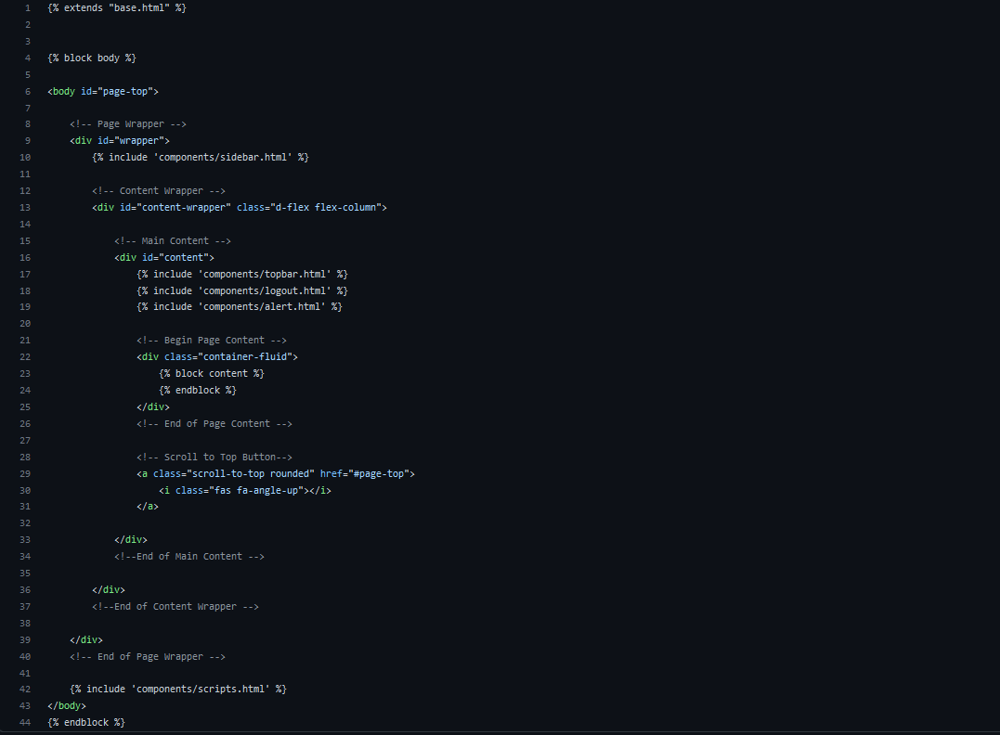 1 {% extends "base.html" %}
2
3
4 {% block body %}
5
6 <body id="page-top">
7
8 <!-- Page Wrapper -->
9 <div id="wrapper">
10 {% include 'components/sidebar.html' %}
11
12 <!-- Content Wrapper -->
13 <div id="content-wrapper" class="d-flex flex-column">
14
15 <!-- Main Content -->
16 <div id="content">
17 {% include 'components/topbar.html' %}
18 {% include 'components/logout.html' %}
19 {% include 'components/alert.html' %}
20
21 <!-- Begin Page Content -->
22 <div class="container-fluid">
23 {% block content %}
24 {% endblock %}
25 </div>
26 <!-- End of Page Content -->
27
28 <!-- Scroll to Top Button-->
29 <a class="scroll-to-top rounded" href="#page-top">
30 <i class="fas fa-angle-up"></i>
31 </a>
32
33 </div>
34 <!--End of Main Content -->
35
36 </div>
37 <!--End of Content Wrapper -->
38
39 </div>
40 <!-- End of Page Wrapper -->
41
42 {% include 'components/scripts.html' %}
43 </body>
44 {% endblock %}